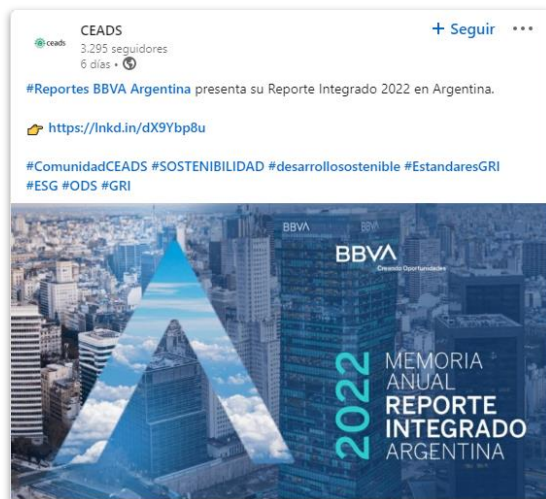 ceads
CEADS
3.295 seguidores
6 días •
+ Seguir ...
#Reportes BBVA Argentina presenta su Reporte Integrado 2022 en Argentina.
https://lnkd.in/dX9Ybp8u
#ComunidadCEADS #SOSTENIBILIDAD #desarrollosostenible #EstandaresGRI
#ESG #ODS #GRI
BBVA
BBVA
BBVA
Creando Oportunidades
2022
MEMORIA
ANUAL
REPORTE
INTEGRADO
ARGENTINA